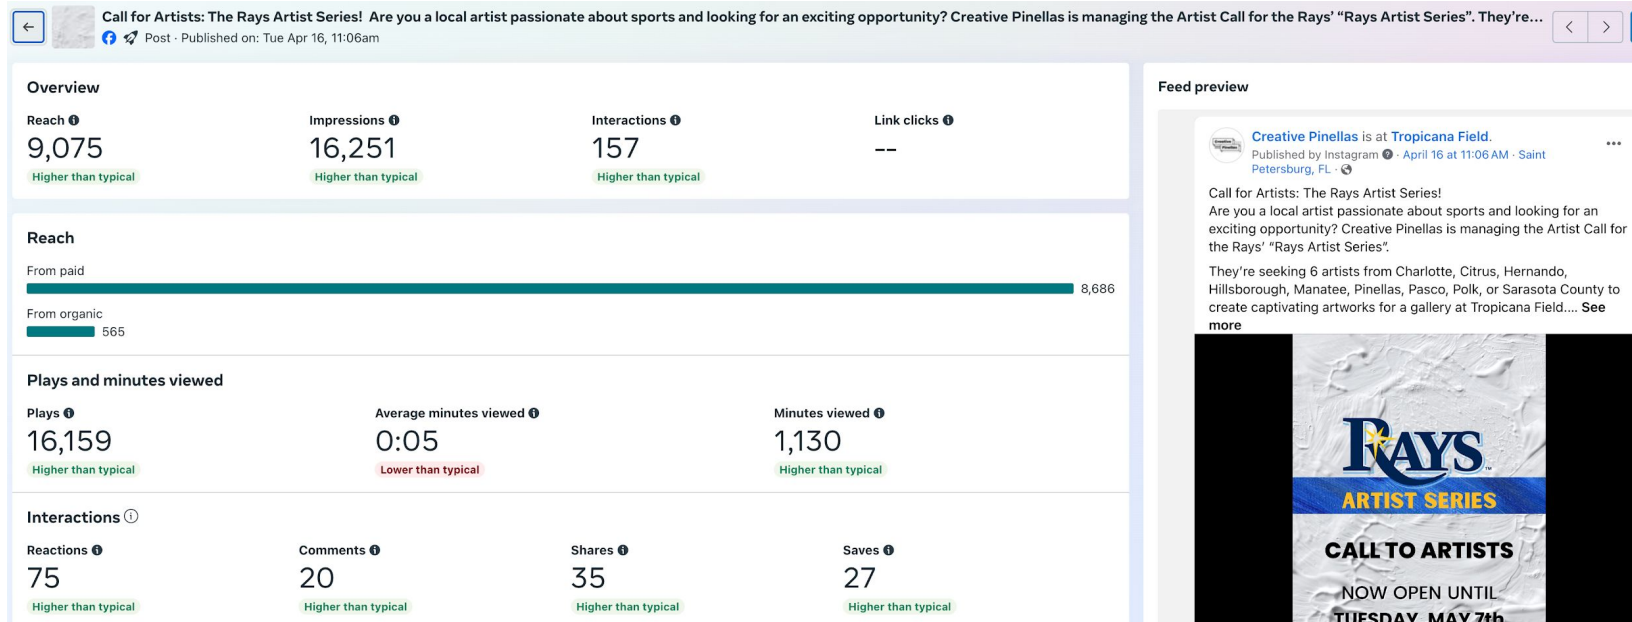 Call for Artists: The Rays Artist Series! Are you a local artist passionate about sports and looking for an exciting opportunity? Creative Pinellas is managing the Artist Call for the Rays’ “Rays Artist Series”. They’re...
Post · Published on: Tue Apr 16, 11:06am
Overview
Reach
9,075
Higher than typical
Impressions
16,251
Higher than typical
Interactions
157
Higher than typical
Link clicks
--
Reach
From paid
8,686
From organic
565
Plays and minutes viewed
Plays
16,159
Higher than typical
Average minutes viewed
0:05
Lower than typical
Minutes viewed
1,130
Higher than typical
Interactions
Reactions
75
Higher than typical
Comments
20
Higher than typical
Shares
35
Higher than typical
Saves
27
Higher than typical
Feed preview
Creative Pinellas is at Tropicana Field.
Published by Instagram · April 16 at 11:06 AM · Saint
Petersburg, FL ·
Call for Artists: The Rays Artist Series!
Are you a local artist passionate about sports and looking for an
exciting opportunity? Creative Pinellas is managing the Artist Call for
the Rays’ “Rays Artist Series”.
They’re seeking 6 artists from Charlotte, Citrus, Hernando,
Hillsborough, Manatee, Pinellas, Pasco, Polk, or Sarasota County to
create captivating artworks for a gallery at Tropicana Field.... See
more
RAYS
ARTIST SERIES
CALL TO ARTISTS
NOW OPEN UNTIL
TUESDAY, MAY 7th